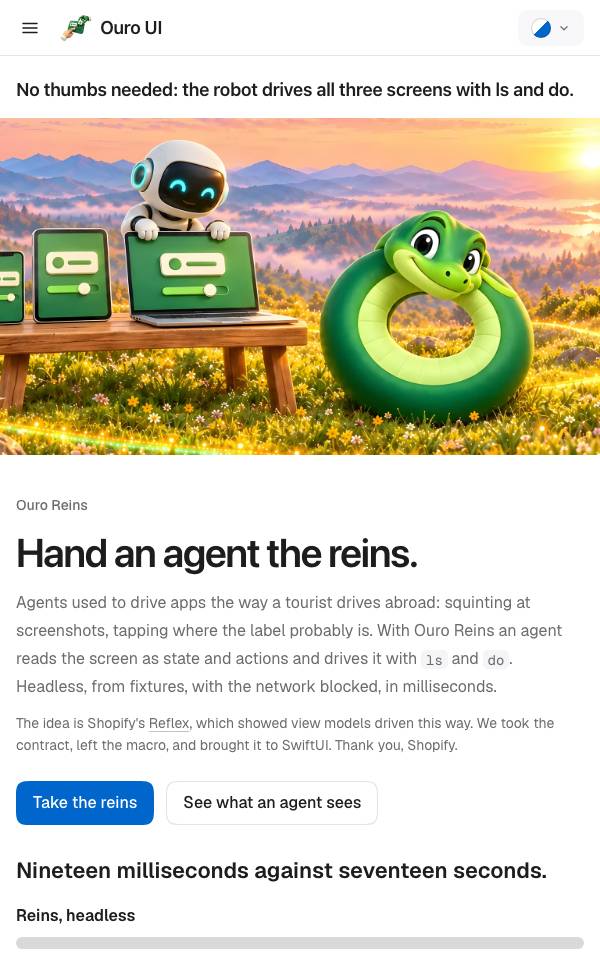 Ouro UI
No thumbs needed: the robot drives all three screens with ls and do.
Ouro Reins
Hand an agent the reins.
Agents used to drive apps the way a tourist drives abroad: squinting at
screenshots, tapping where the label probably is. With Ouro Reins an agent
reads the screen as state and actions and drives it with ls and do.
Headless, from fixtures, with the network blocked, in milliseconds.
The idea is Shopify's Reflex, which showed view models driven this way. We took the
contract, left the macro, and brought it to SwiftUI. Thank you, Shopify.
Take the reins
See what an agent sees
Nineteen milliseconds against seventeen seconds.
Reins, headless